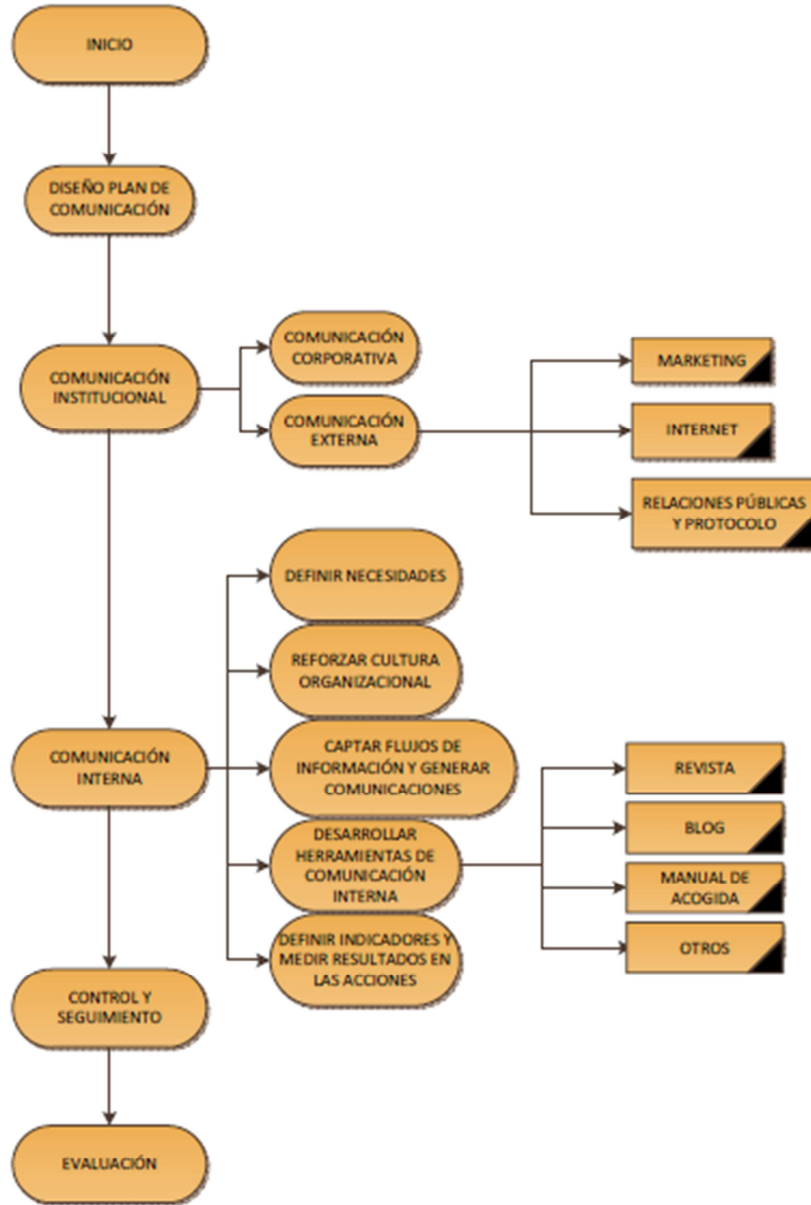 INICIO
DISEÑO PLAN DE
COMUNICACIÓN
COMUNICACIÓN
INSTITUCIONAL
COMUNICACIÓN
CORPORATIVA
COMUNICACIÓN
EXTERNA
MARKETING
INTERNET
RELACIONES PÚBLICAS
Y PROTOCOLO
COMUNICACIÓN
INTERNA
DEFINIR NECESIDADES
REFORZAR CULTURA
ORGANIZACIONAL
CAPTAR FLUJOS DE
INFORMACIÓN Y GENERAR
COMUNICACIONES
DESARROLLAR
HERRAMIENTAS DE
COMUNICACIÓN
INTERNA
DEFINIR INDICADORES Y
MEDIR RESULTADOS EN
LAS ACCIONES
REVISTA
BLOG
MANUAL DE
ACOGIDA
OTROS
CONTROL Y
SEGUIMIENTO
EVALUACIÓN